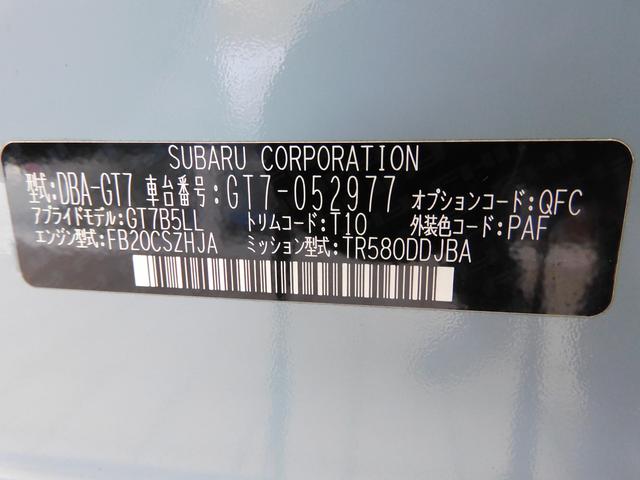 SUBARU CORPORATION
型式:DBA-GT7 車台番号:GT7-052977 オプションコード:QFC
アプライドモデル:GT7B5LL トリムコード:T10 外装色コード:PAF
エンジン型式:FB20CSZHJA ミッション型式:TR580DDJBA